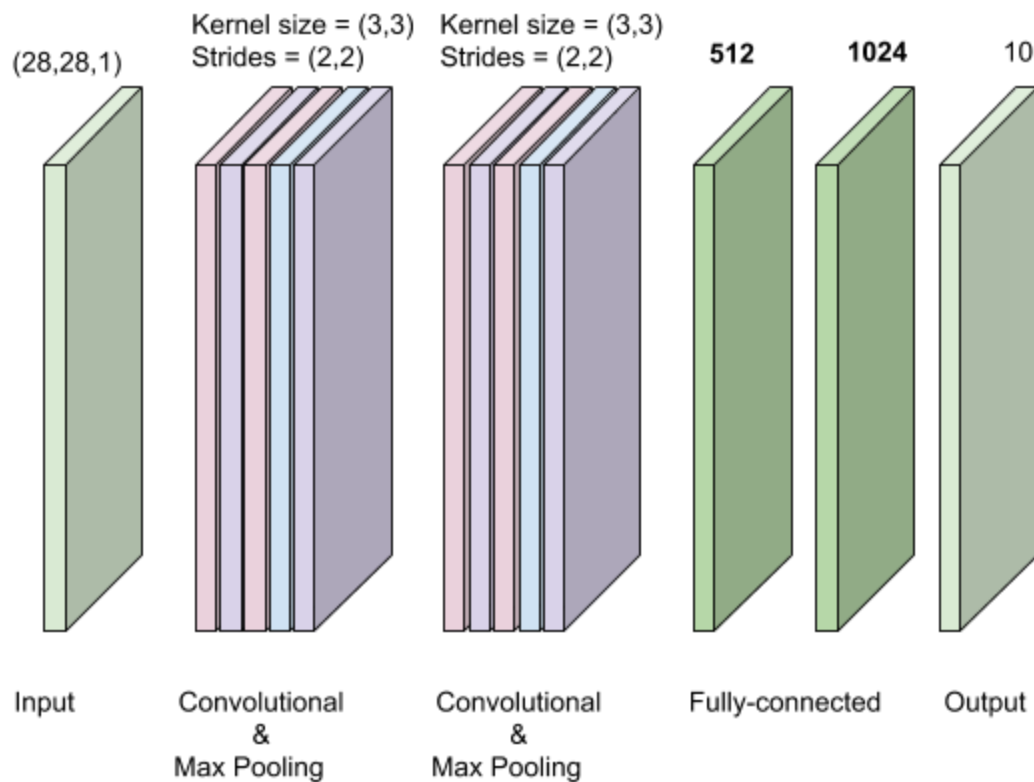 (28,28,1)
Kernel size = (3,3)
Strides = (2,2)
Kernel size = (3,3)
Strides = (2,2)
512
1024
10
Input
Convolutional
&
Max Pooling
Convolutional
&
Max Pooling
Fully-connected
Output